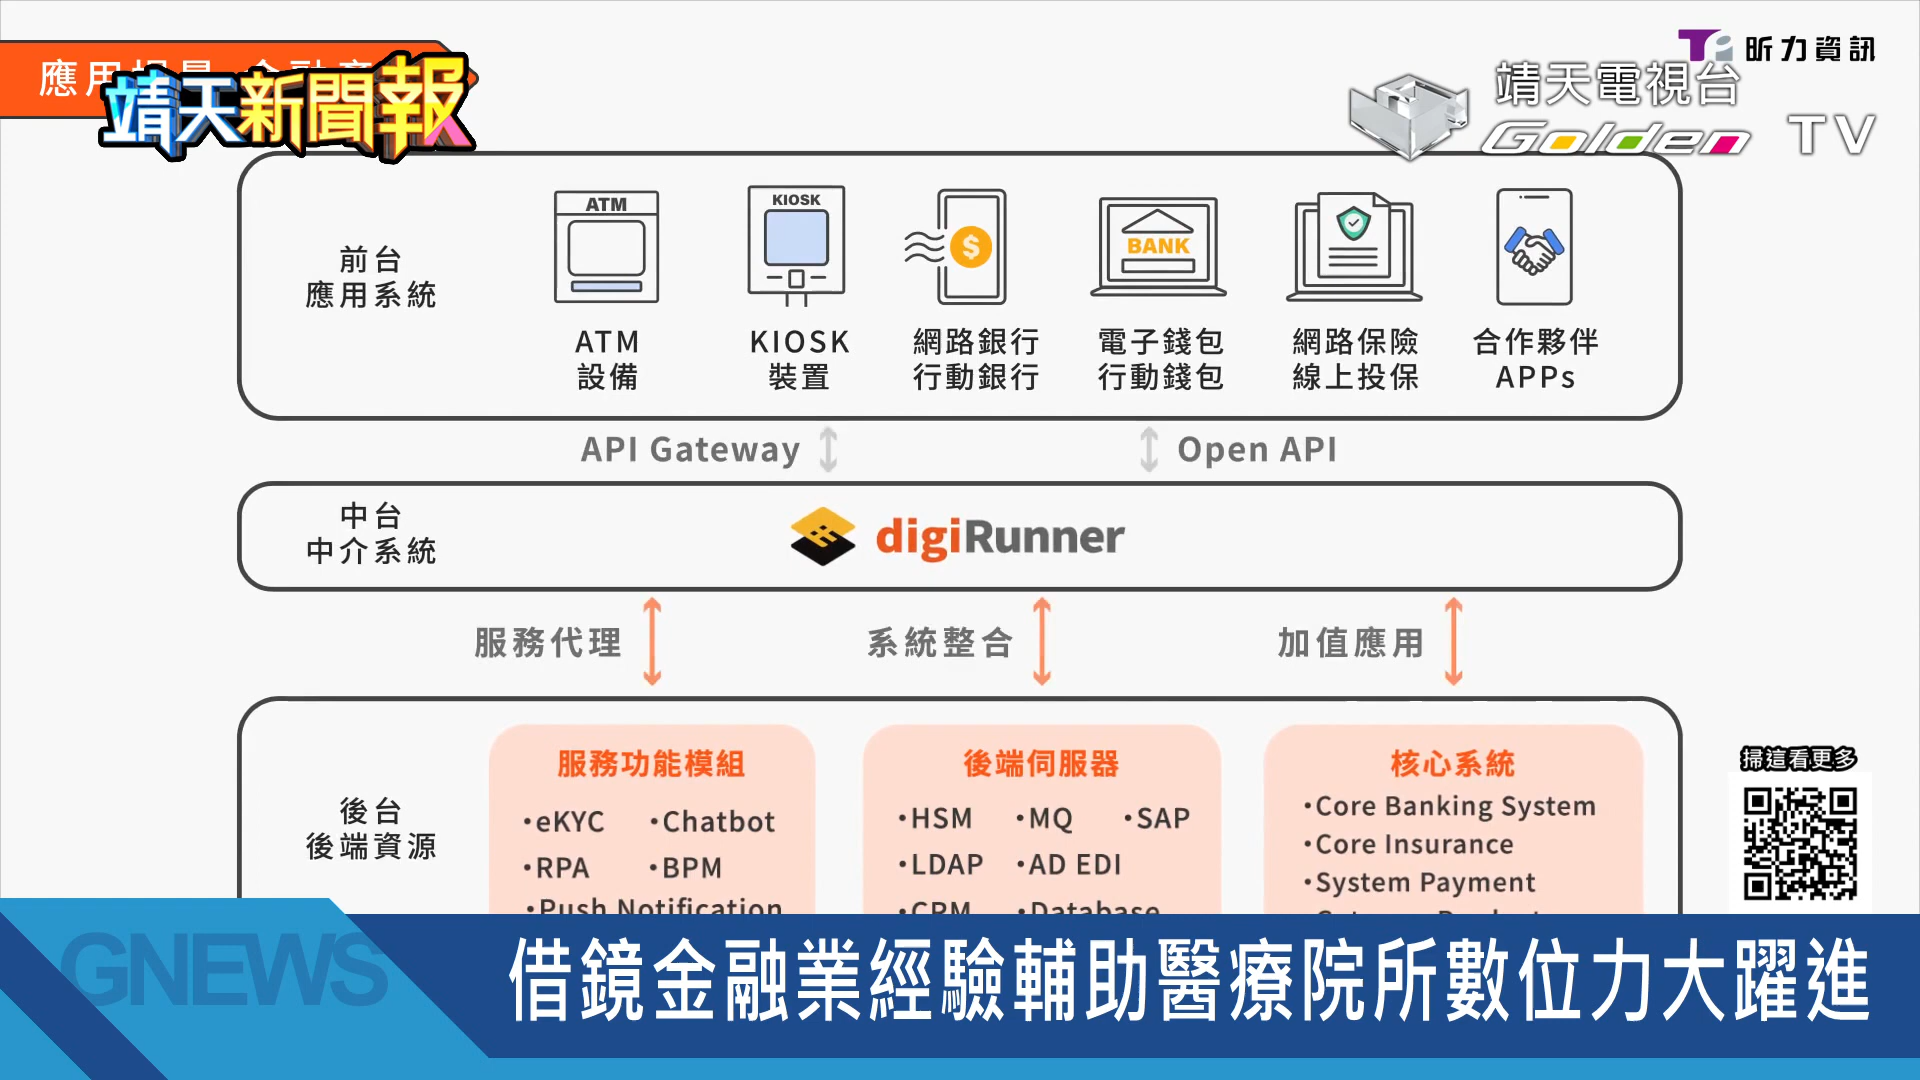 昕力資訊
靖天新聞報
靖天電視台
Golden TV
ATM
KIOSK
$
BANK
前台
應用系統
ATM
設備
KIOSK
裝置
網路銀行
行動銀行
電子錢包
行動錢包
網路保險
線上投保
合作夥伴
APPs
API Gateway
Open API
中台
中介系統
digiRunner
服務代理
系統整合
加值應用
後台
後端資源
服務功能模組
•eKYC •Chatbot
•RPA •BPM
•Push Notification
後端伺服器
•HSM •MQ •SAP
•LDAP •AD EDI
•CRM •Database
核心系統
•Core Banking System
•Core Insurance
•System Payment
掃這看更多
GNEWS
借鏡金融業經驗輔助醫療院所數位力大躍進